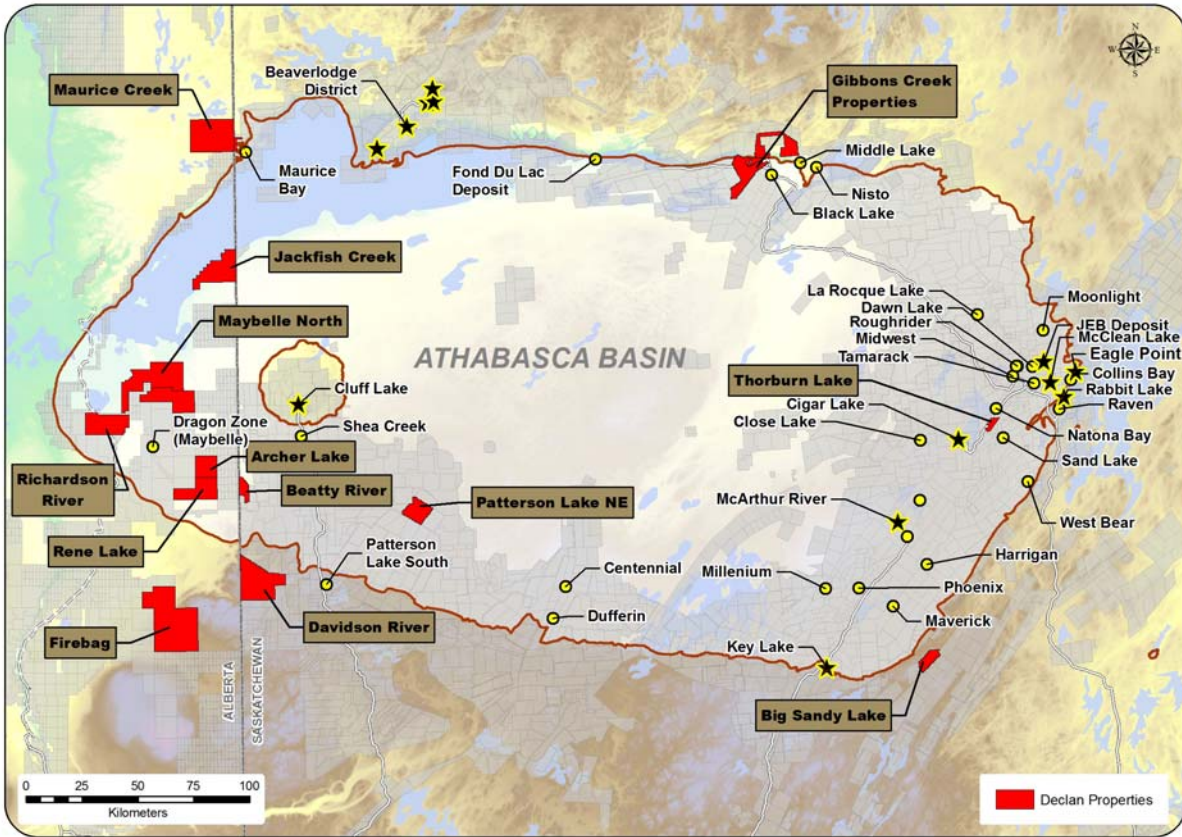 N
W
E
S
Beaverlodge
District
Maurice Creek
Gibbons Creek
Properties
Maurice
Bay
Fond Du Lac
Deposit
Middle Lake
Nisto
Black Lake
Jackfish Creek
Maybelle North
La Rocque Lake
Dawn Lake
Roughrider
Midwest
Tamarack
Moonlight
JEB Deposit
McClean Lake
Eagle Point
Collins Bay
Rabbit Lake
Raven
ATHABASCA BASIN
Thorburn Lake
Cluff Lake
Cigar Lake
Close Lake
Natona Bay
Sand Lake
Dragon Zone
(Maybelle)
Shea Creek
Archer Lake
Richardson
River
Beatty River
Patterson Lake NE
McArthur River
West Bear
Rene Lake
Patterson
Lake South
Centennial
Millenium
Harrigan
Phoenix
Dufferin
Maverick
Firebag
Davidson River
Key Lake
ALBERTA
SASKATCHEWAN
Big Sandy Lake
0 25 50 75 100
Kilometers
Declan Properties